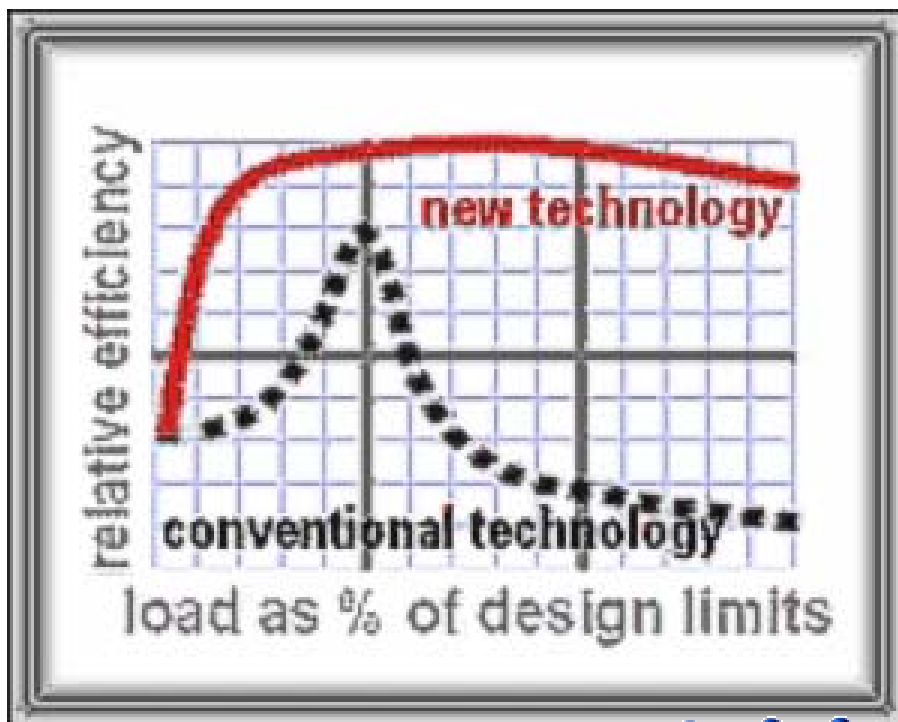 relative efficiency
new technology
conventional technology
load as % of design limits